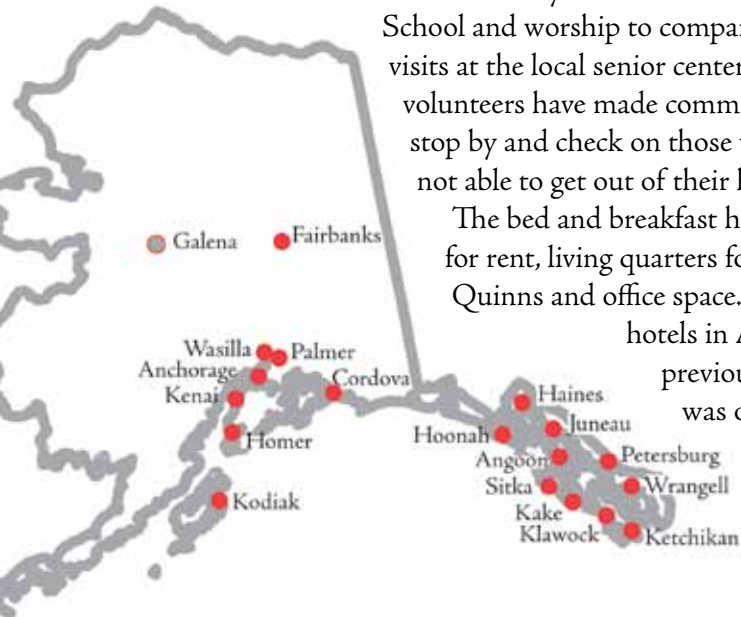 School and worship to compa
visits at the local senior center
volunteers have made comm
stop by and check on those
not able to get out of their
The bed and breakfast h
for rent, living quarters fo
Quinns and office space.
hotels in
previou
was
Galena
Fairbanks
Wasilla
Palmer
Anchorage
Cordova
Kenai
Homer
Kodiak
Haines
Juneau
Hoonah
Angoon
Petersburg
Sitka
Wrangell
Kake
Klawock
Ketchikan